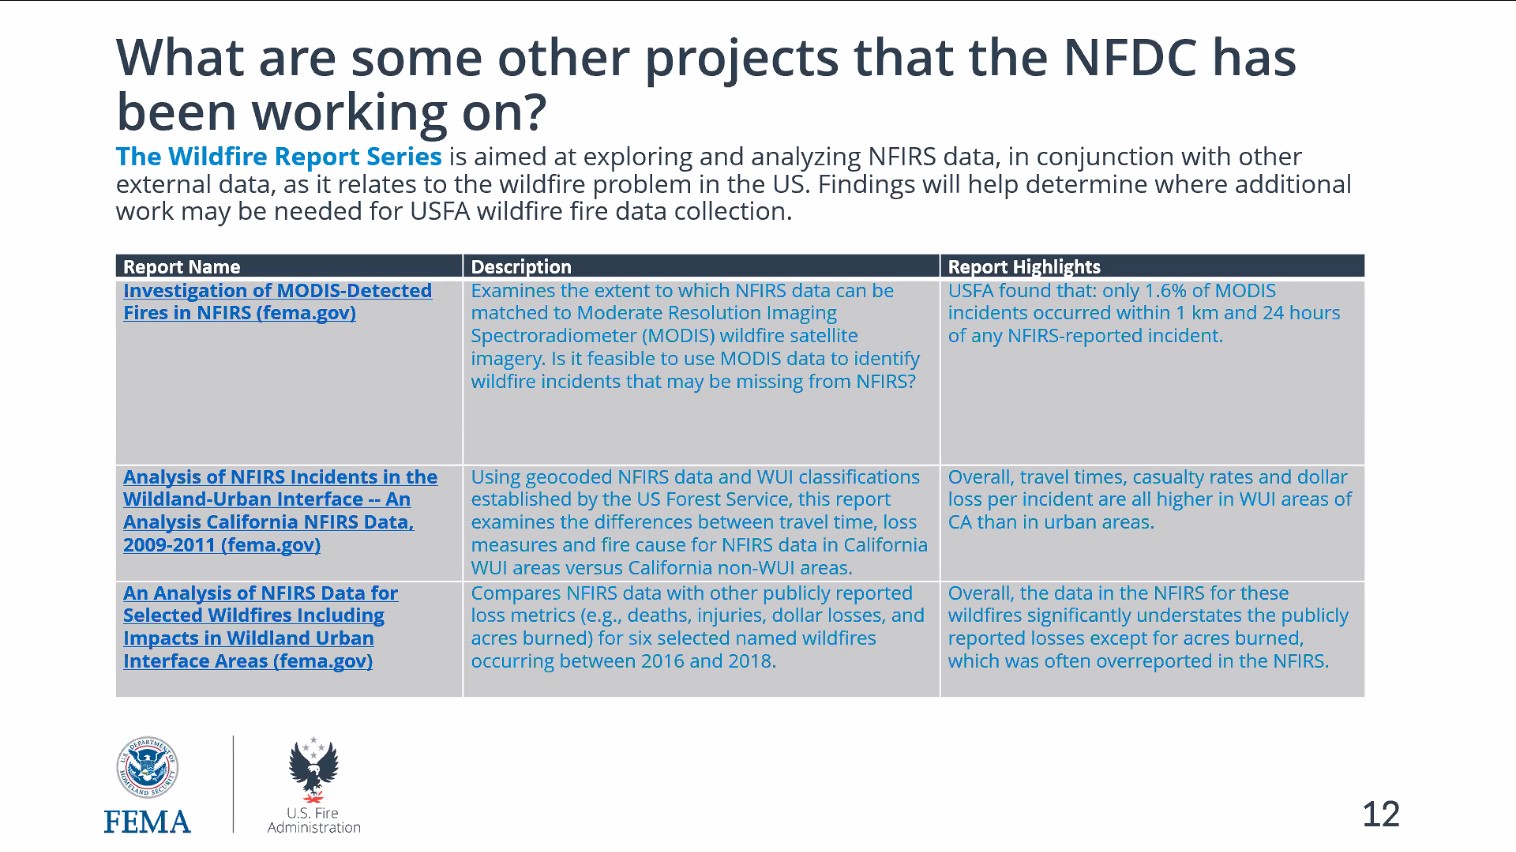 What are some other projects that the NFDC has
been working on?
The Wildfire Report Series is aimed at exploring and analyzing NFIRS data, in conjunction with other
external data, as it relates to the wildfire problem in the US. Findings will help determine where additional
work may be needed for USFA wildfire fire data collection.
Report Name
Description
Report Highlights
Investigation of MODIS-Detected
Fires in NFIRS (fema.gov)
Examines the extent to which NFIRS data can be
matched to Moderate Resolution Imaging
Spectroradiometer (MODIS) wildfire satellite
imagery. Is it feasible to use MODIS data to identify
wildfire incidents that may be missing from NFIRS?
USFA found that: only 1.6% of MODIS
incidents occurred within 1 km and 24 hours
of any NFIRS-reported incident.
Analysis of NFIRS Incidents in the
Wildland-Urban Interface -- An
Analysis California NFIRS Data,
2009-2011 (fema.gov)
Using geocoded NFIRS data and WUI classifications
established by the US Forest Service, this report
examines the differences between travel time, loss
measures and fire cause for NFIRS data in California
WUI areas versus California non-WUI areas.
Overall, travel times, casualty rates and dollar
loss per incident are all higher in WUI areas of
CA than in urban areas.
An Analysis of NFIRS Data for
Selected Wildfires Including
Impacts in Wildland Urban
Interface Areas (fema.gov)
Compares NFIRS data with other publicly reported
loss metrics (e.g., deaths, injuries, dollar losses, and
acres burned) for six selected named wildfires
occurring between 2016 and 2018.
Overall, the data in the NFIRS for these
wildfires significantly understates the publicly
reported losses except for acres burned,
which was often overreported in the NFIRS.
U.S. DEPARTMENT OF
HOMELAND SECURITY
FEMA
U.S. Fire
Administration
12